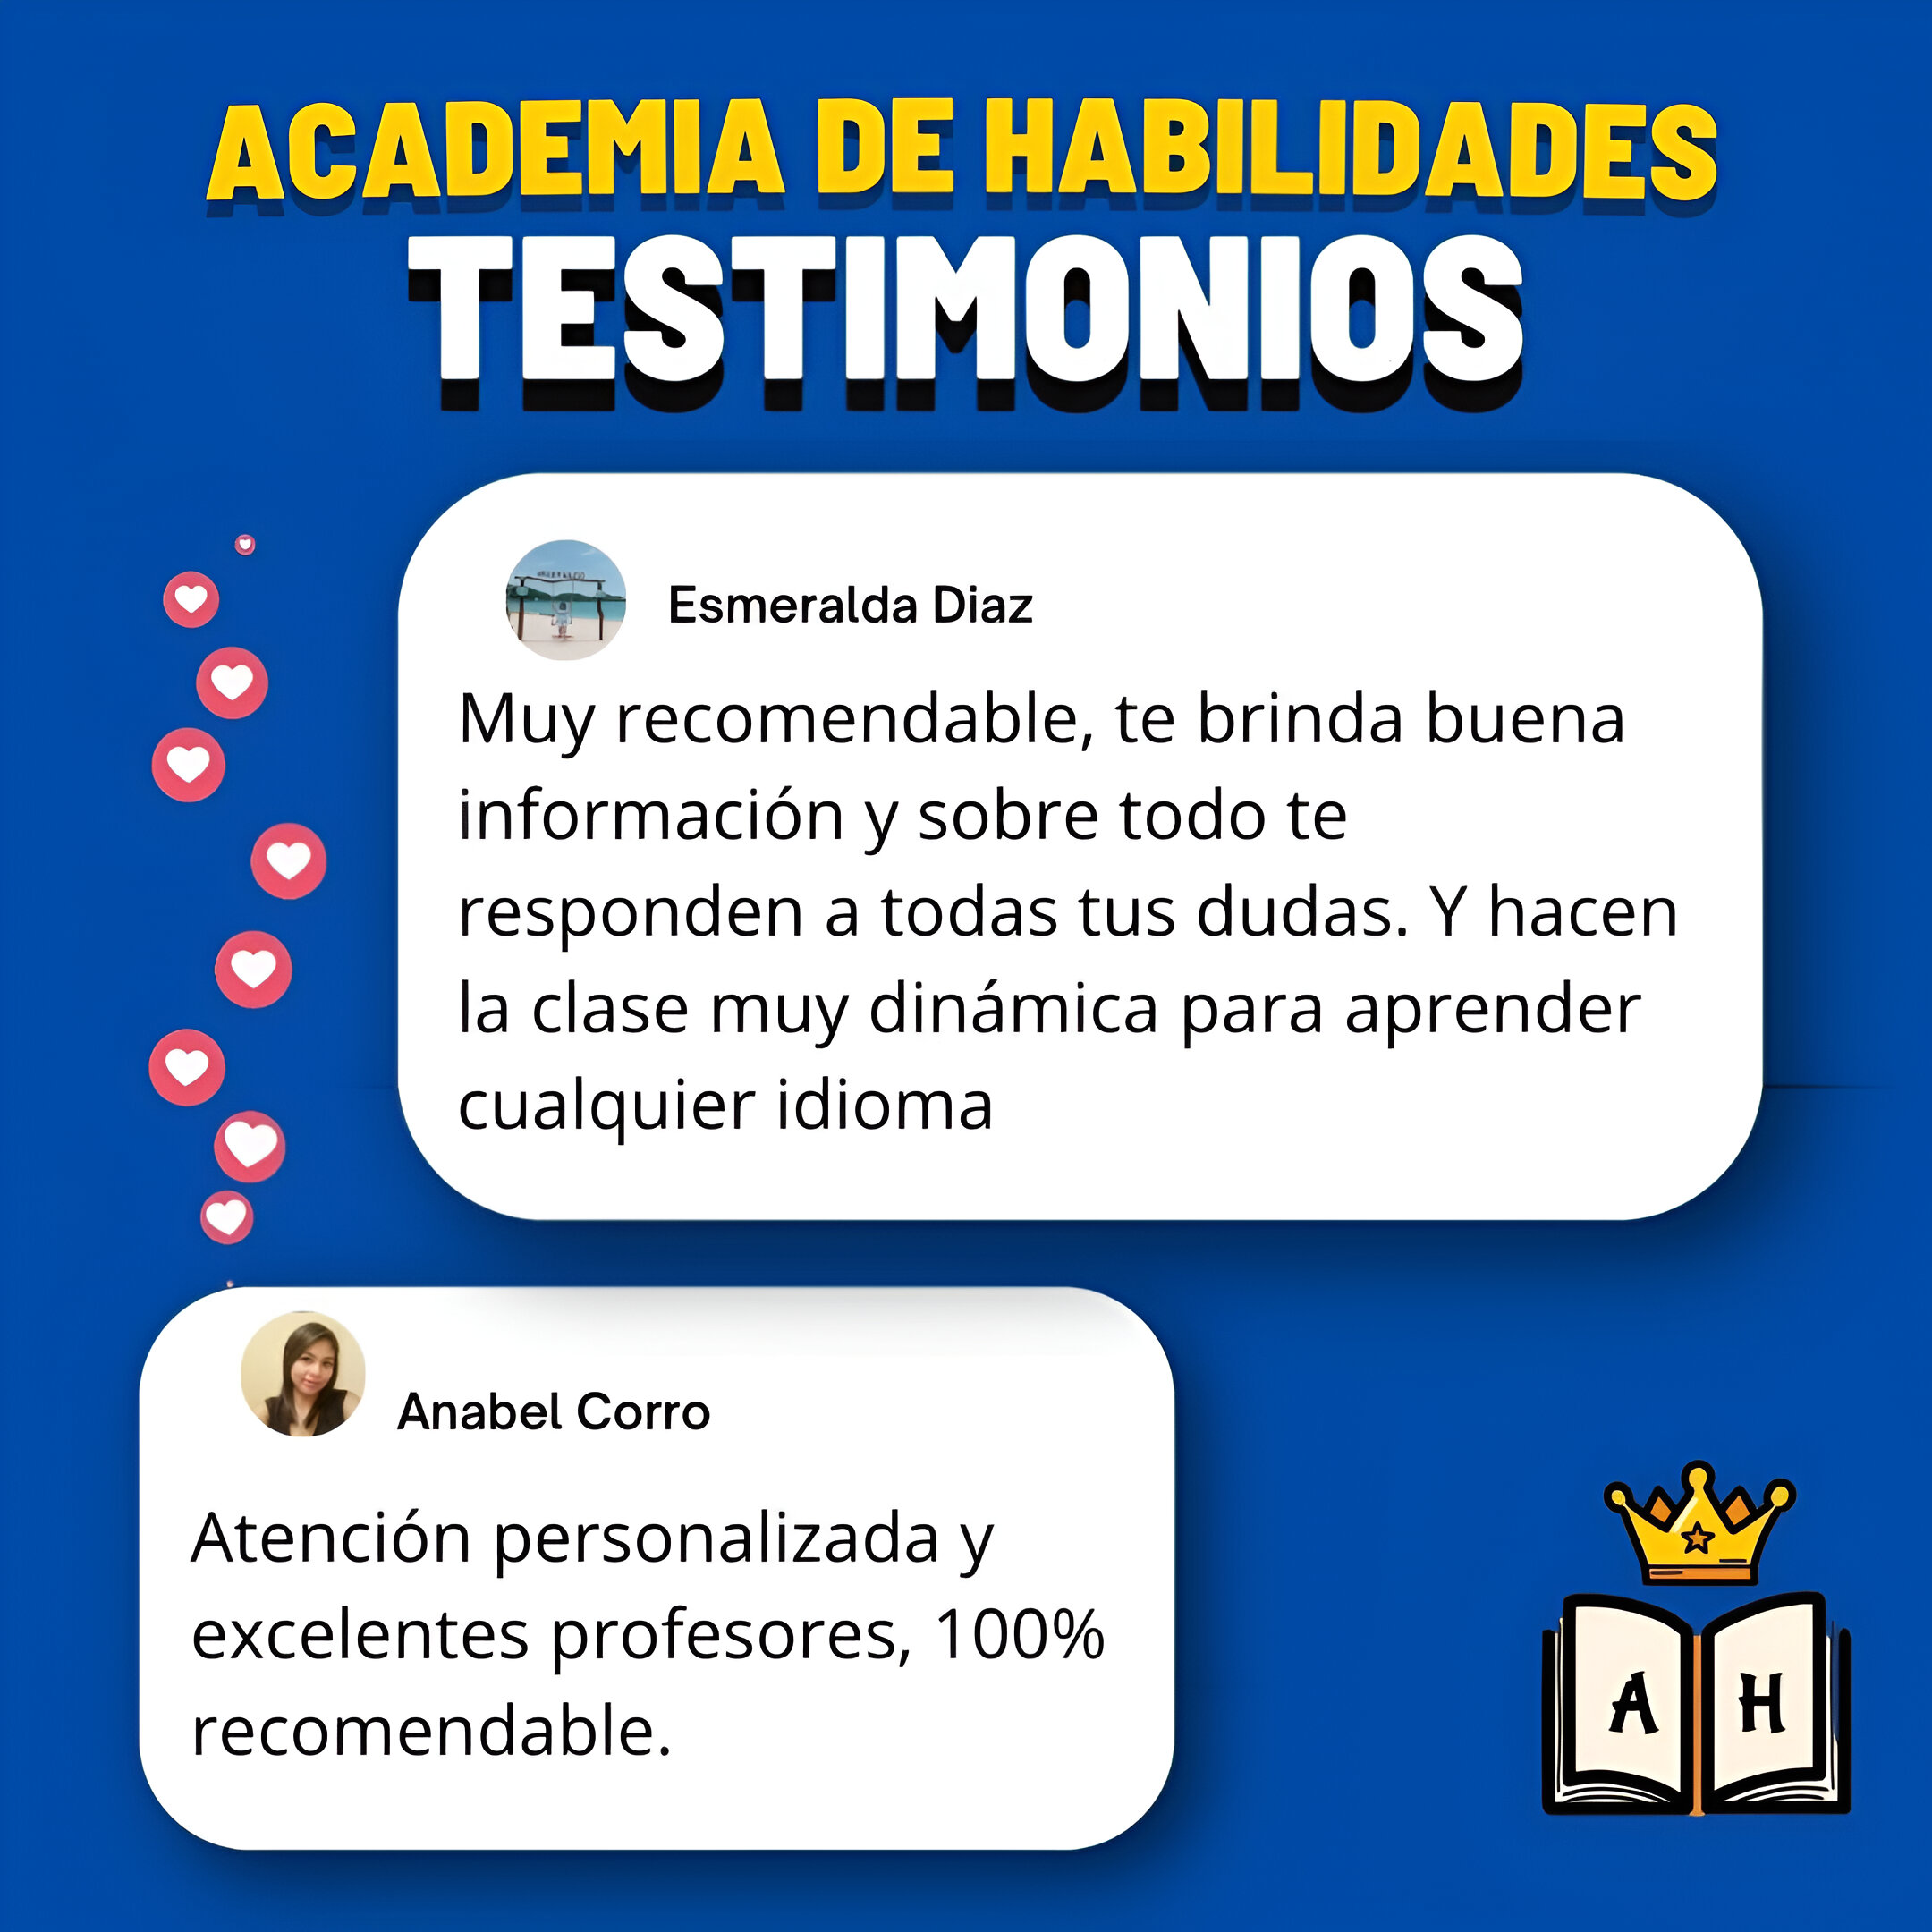 ACADEMIA DE HABILIDADES
TESTIMONIOS
Esmeralda Diaz
Muy recomendable, te brinda buena
información y sobre todo te
responden a todas tus dudas. Y hacen
la clase muy dinámica para aprender
cualquier idioma
Anabel Corro
Atención personalizada y
excelentes profesores, 100%
recomendable.
A H